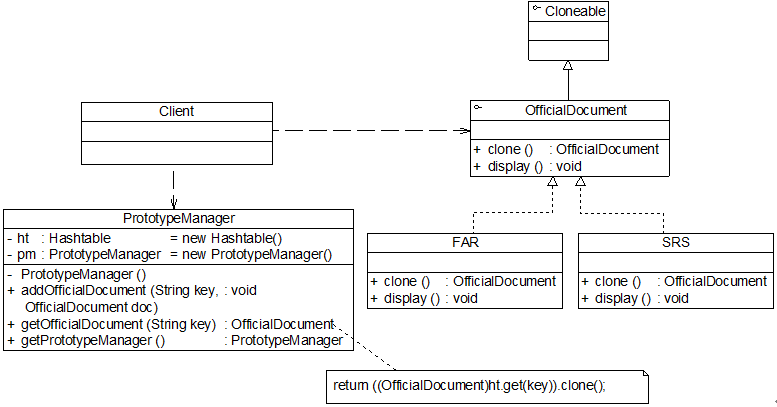 Cloneable
Client
OfficialDocument
+ clone () : OfficialDocument
+ display () : void
PrototypeManager
- ht : Hashtable = new Hashtable()
- pm : PrototypeManager = new PrototypeManager()
- PrototypeManager ()
+ addOfficialDocument (String key, : void
OfficialDocument doc)
+ getOfficialDocument (String key) : OfficialDocument
+ getPrototypeManager () : PrototypeManager
FAR
+ clone () : OfficialDocument
+ display () : void
SRS
+ clone () : OfficialDocument
+ display () : void
return ((OfficialDocument)ht.get(key)).clone();